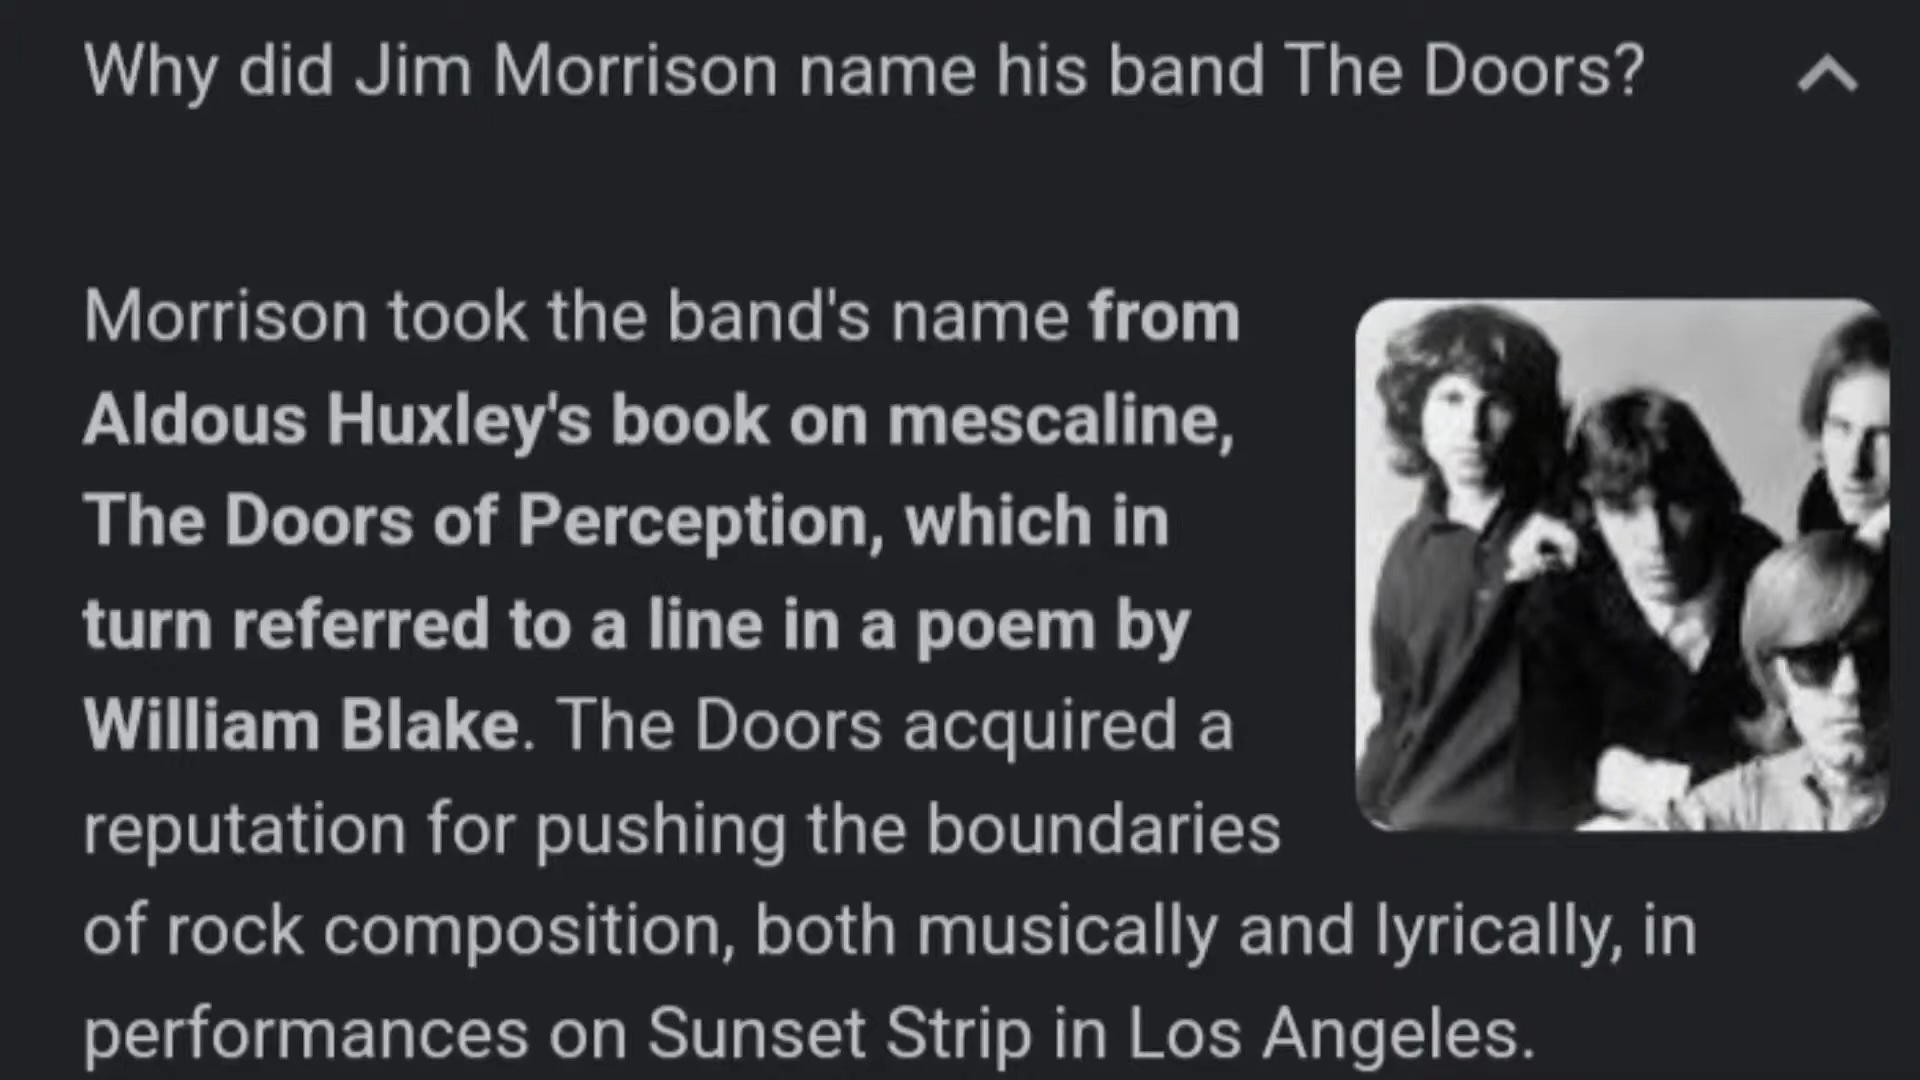 Why did Jim Morrison name his band The Doors?
Morrison took the band's name from
Aldous Huxley's book on mescaline,
The Doors of Perception, which in
turn referred to a line in a poem by
William Blake. The Doors acquired a
reputation for pushing the boundaries
of rock composition, both musically and lyrically, in
performances on Sunset Strip in Los Angeles.